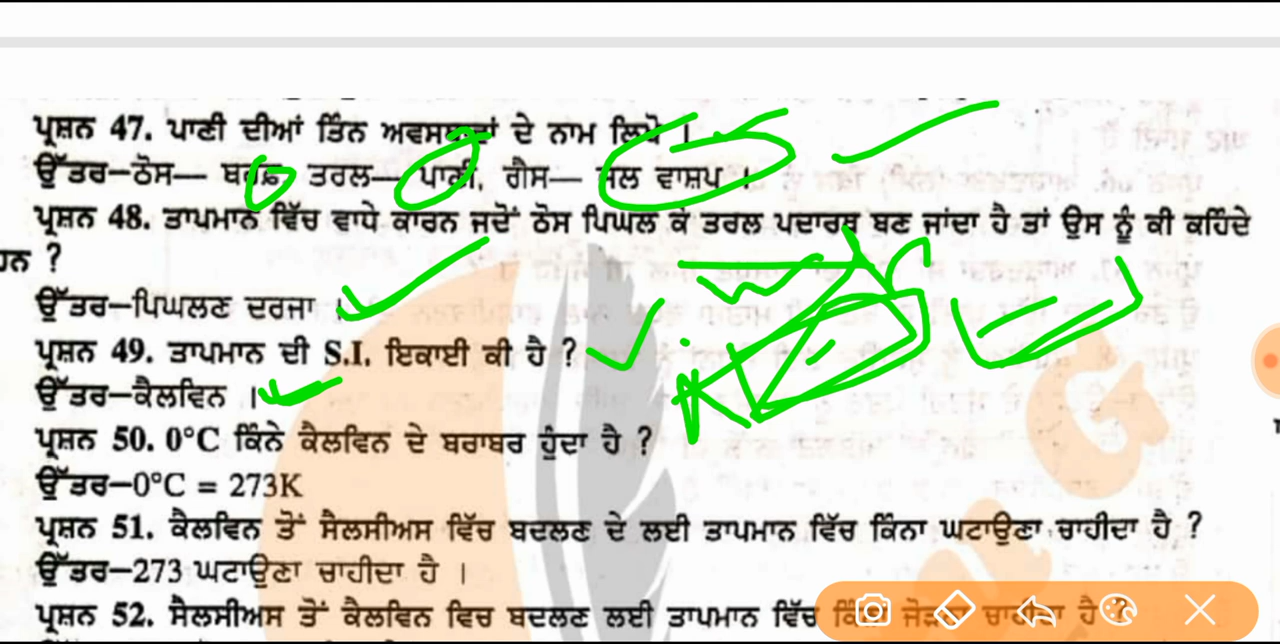 ਪ੍ਰਸ਼ਨ 47. ਪਾਣੀ ਦੀਆਂ ਤਿੰਨ ਅਵਸਥਾਵਾਂ ਦੇ ਨਾਮ ਲਿਖੋ ।
ਉੱਤਰ—ਠੋਸ— ਬਰਫ਼, ਤਰਲ— ਪਾਣੀ, ਗੈਸ— ਜਲ ਵਾਸ਼ਪ ।
ਪ੍ਰਸ਼ਨ 48. ਤਾਪਮਾਨ ਵਿੱਚ ਵਾਧੇ ਕਾਰਨ ਜਦੋਂ ਠੋਸ ਪਿਘਲ ਕੇ ਤਰਲ ਪਦਾਰਥ ਬਣ ਜਾਂਦਾ ਹੈ ਤਾਂ ਉਸ ਨੂੰ ਕੀ ਕਹਿੰਦੇ
ਹਨ ?
ਉੱਤਰ—ਪਿਘਲਣ ਦਰਜਾ ।
ਪ੍ਰਸ਼ਨ 49. ਤਾਪਮਾਨ ਦੀ S.I. ਇਕਾਈ ਕੀ ਹੈ ?
ਉੱਤਰ—ਕੈਲਵਿਨ ।
ਪ੍ਰਸ਼ਨ 50. 0°C ਕਿੰਨੇ ਕੈਲਵਿਨ ਦੇ ਬਰਾਬਰ ਹੁੰਦਾ ਹੈ ?
ਉੱਤਰ—0°C = 273K
ਪ੍ਰਸ਼ਨ 51. ਕੈਲਵਿਨ ਤੋਂ ਸੈਲਸੀਅਸ ਵਿੱਚ ਬਦਲਣ ਦੇ ਲਈ ਤਾਪਮਾਨ ਵਿੱਚ ਕਿੰਨਾ ਘਟਾਉਣਾ ਚਾਹੀਦਾ ਹੈ ?
ਉੱਤਰ—273 ਘਟਾਉਣਾ ਚਾਹੀਦਾ ਹੈ ।
ਪ੍ਰਸ਼ਨ 52. ਸੈਲਸੀਅਸ ਤੋਂ ਕੈਲਵਿਨ ਵਿਚ ਬਦਲਣ ਲਈ ਤਾਪਮਾਨ ਵਿੱਚ ਜੋੜਨਾ ਚਾਹੀਦਾ ਹੈ ?